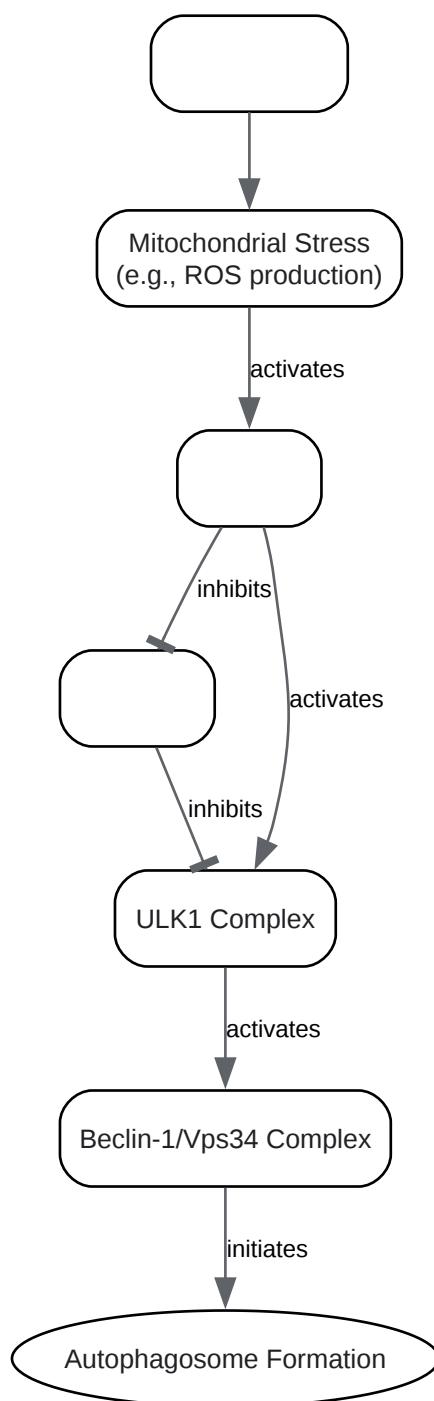 Mitochondrial Stress
(e.g., ROS production)
activates
inhibits
activates
inhibits
ULK1 Complex
activates
Beclin-1/Vps34 Complex
initiates
Autophagosome Formation